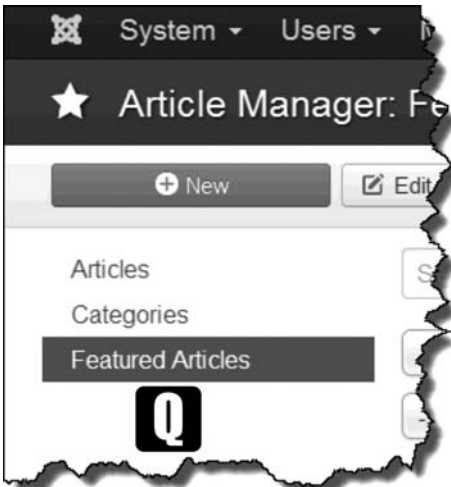 System Users
Article Manager: Fe
New Edit
Articles S
Categories
Featured Articles
Q